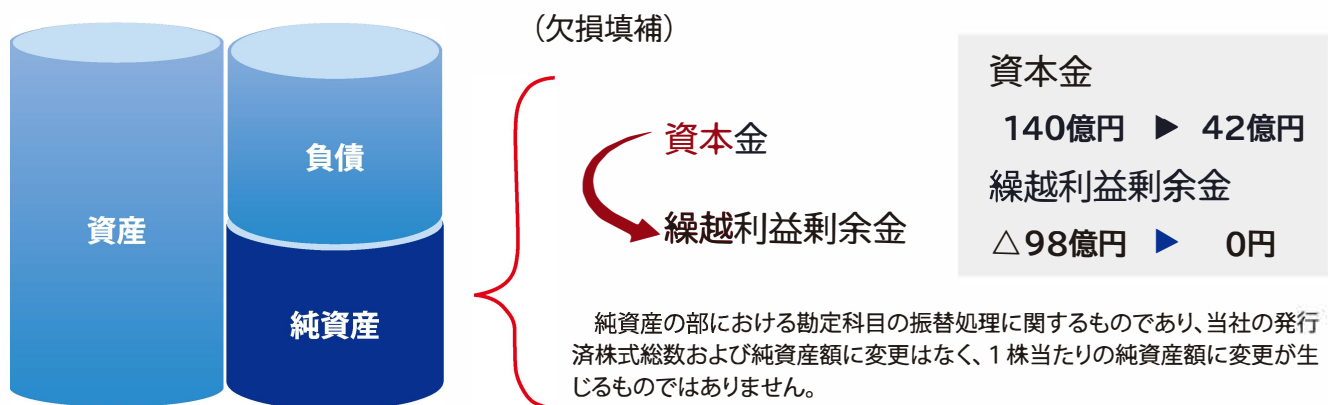 （欠損填補）
資産
負債
純資産
資本金
繰越利益剰余金
資本金
140億円 ▶ 42億円
繰越利益剰余金
△98億円 ▶ 0円
純資産の部における勘定科目の振替処理に関するものであり、当社の発行
済株式総数および純資産額に変更はなく、1株当たりの純資産額に変更が生
じるものではありません。